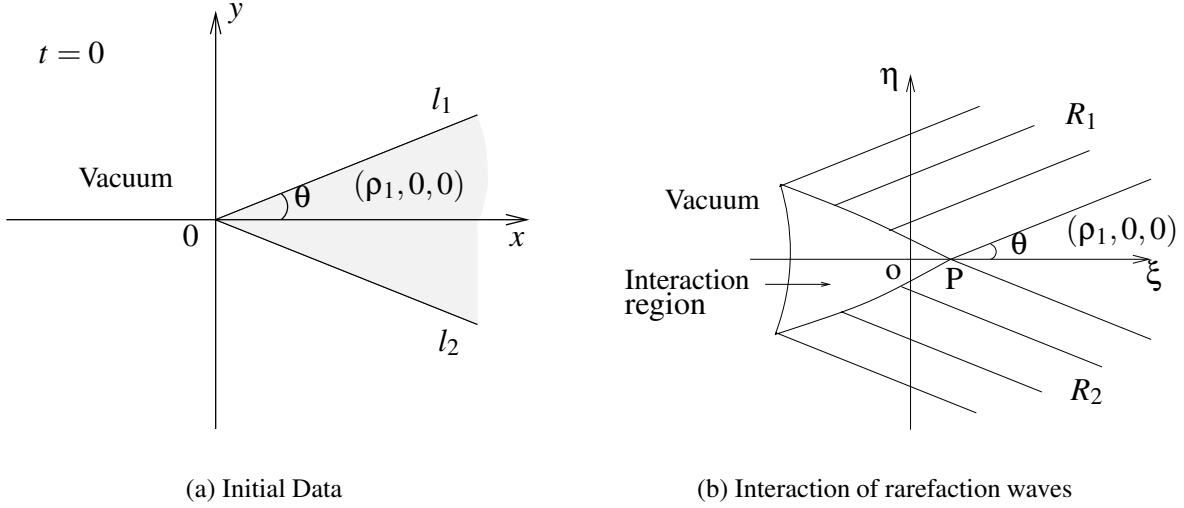 y
t = 0
l₁
Vacuum
θ
(ρ₁, 0, 0)
0
x
l₂
(a) Initial Data
η
R₁
Vacuum
θ
(ρ₁, 0, 0)
o
P
ξ
Interaction
region
R₂
(b) Interaction of rarefaction waves